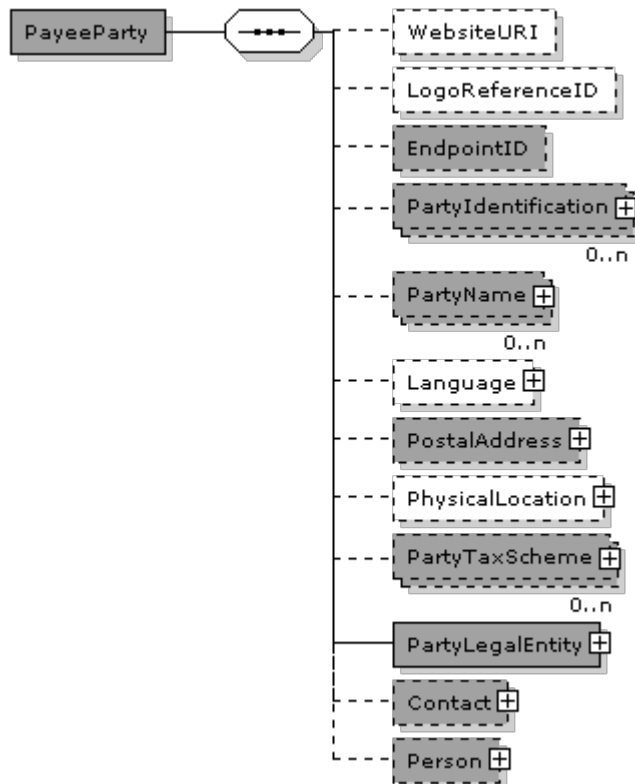 PayeeParty
WebsiteURI
LogoReferenceID
EndpointID
PartyIdentification
0..n
PartyName
0..n
Language
PostalAddress
PhysicalLocation
PartyTaxScheme
0..n
PartyLegalEntity
Contact
Person